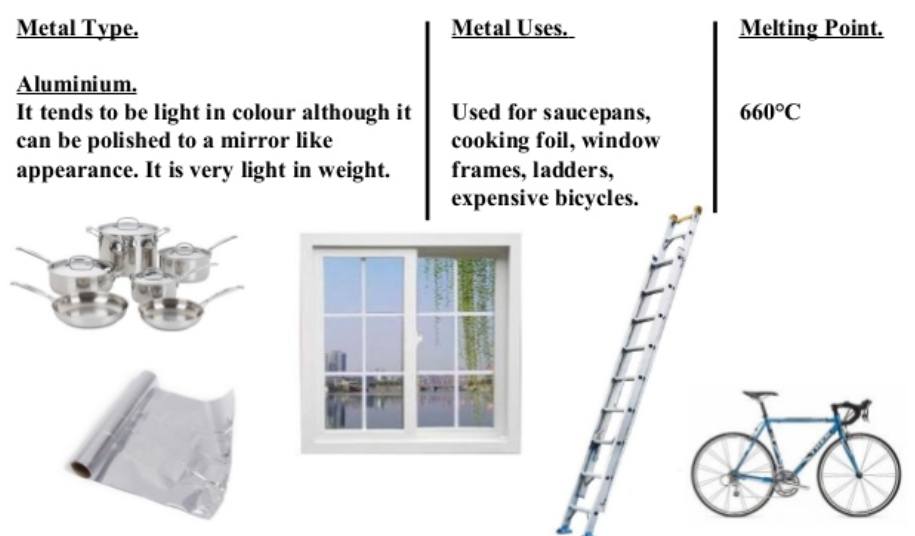 Metal Type.
Metal Uses.
Melting Point.
Aluminium.
It tends to be light in colour although it
can be polished to a mirror like
appearance. It is very light in weight.
Used for saucepans,
cooking foil, window
frames, ladders,
expensive bicycles.
660°C